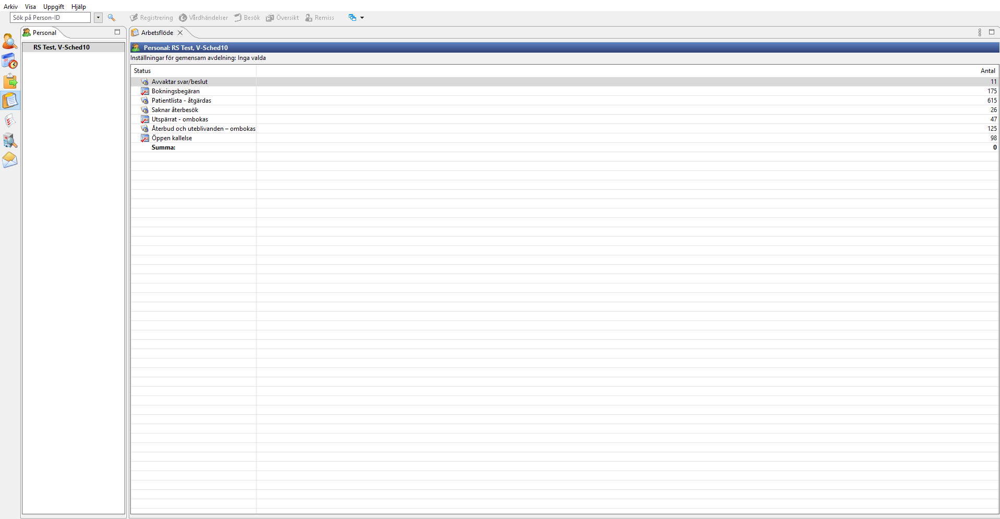 Arkiv Visa Uppgift Hjälp
Sök på Person-ID Registrering Vårdhändelser Besök Översikt Remiss
Personal
Arbetsflöde
RS Test, V-Sched10
Personal: RS Test, V-Sched10
Inställningar för gemensam avdelning: Inga valda
Status Antal
Avvaktar svar/beslut 11
Bokningsbegäran 175
Patientlista - åtgärdas 615
Saknar återbesök 26
Utspärrat - ombokas 47
Återbud och uteblivanden – ombokas 125
Öppen kallelse 98
Summa: 0